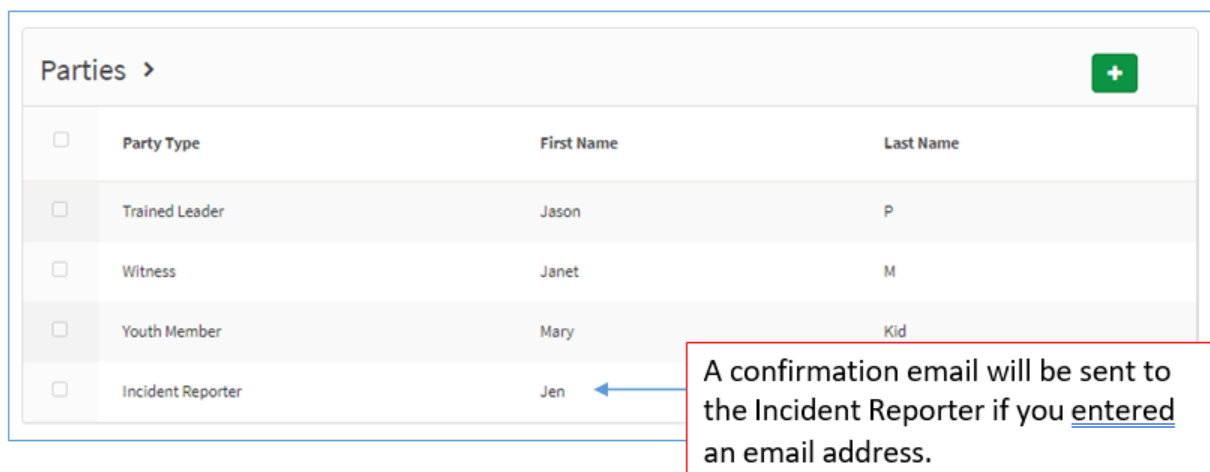 Parties >
Party Type First Name Last Name
Trained Leader Jason P
Witness Janet M
Youth Member Mary Kid
Incident Reporter Jen
A confirmation email will be sent to
the Incident Reporter if you entered
an email address.